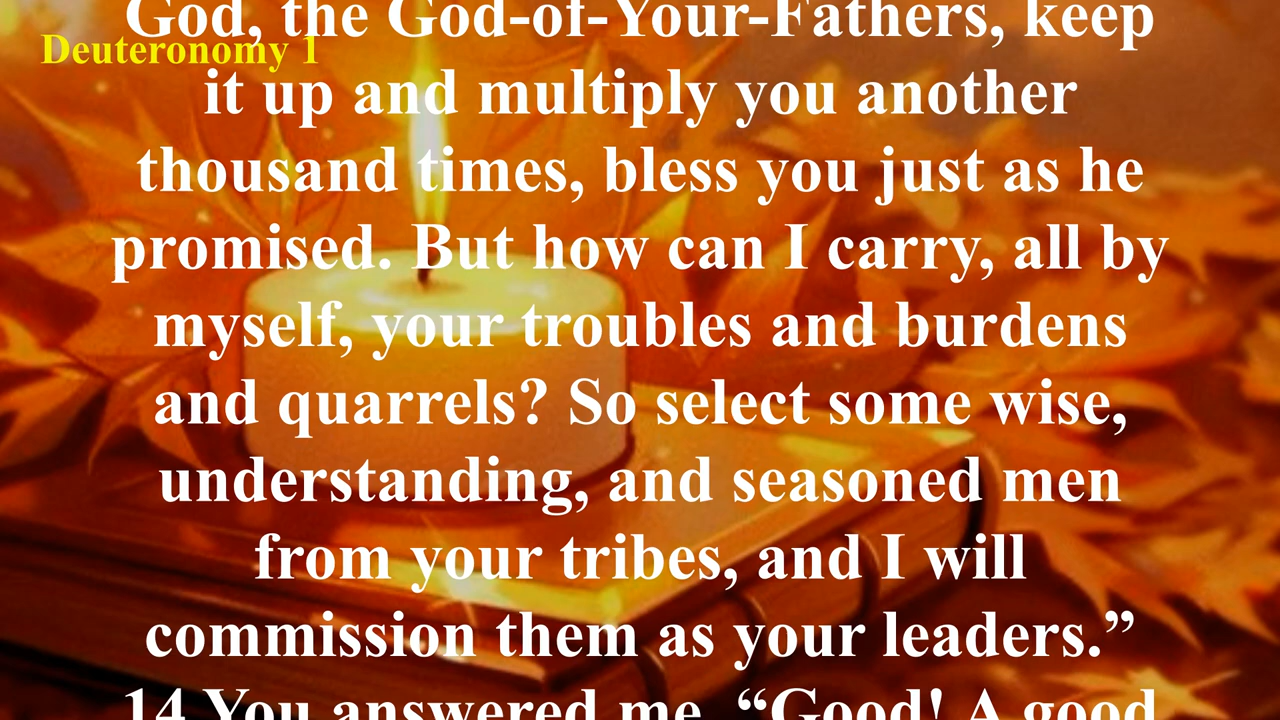 God, the God-of-Your-Fathers, keep
Deuteronomy 1
it up and multiply you another
thousand times, bless you just as he
promised. But how can I carry, all by
myself, your troubles and burdens
and quarrels? So select some wise,
understanding, and seasoned men
from your tribes, and I will
commission them as your leaders.”
14 You answered me, “Good! A good